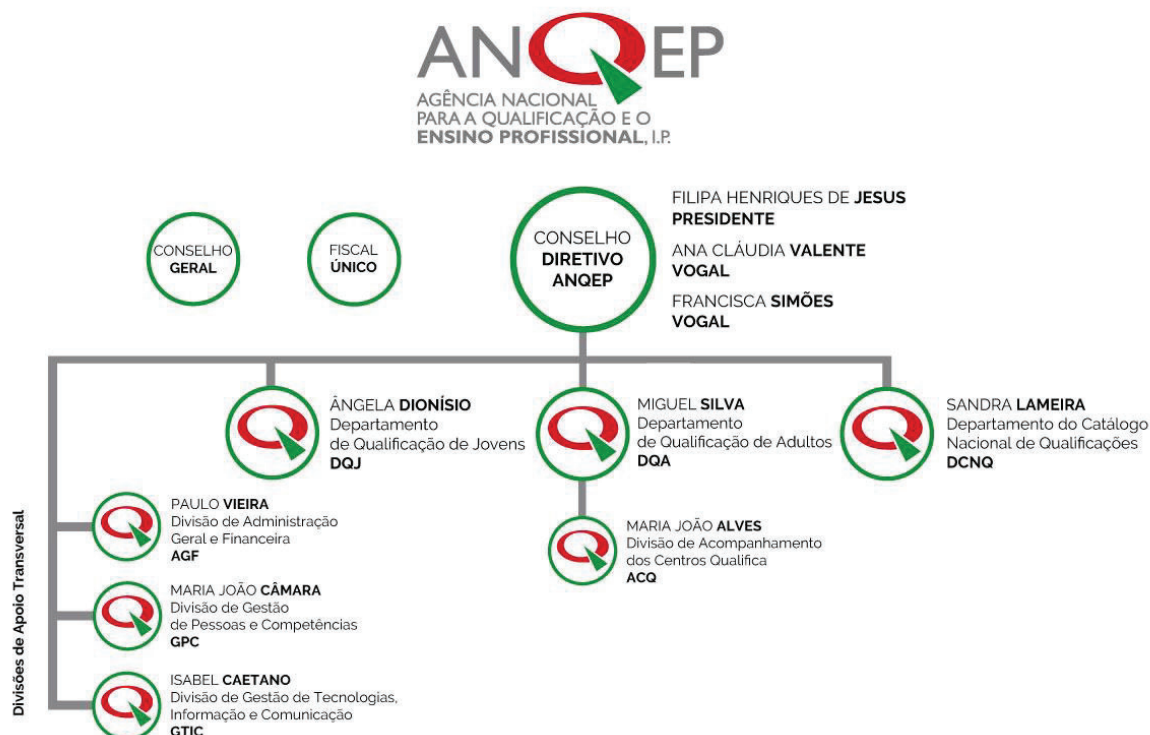 ANQEP
AGÊNCIA NACIONAL
PARA A QUALIFICAÇÃO E O
ENSINO PROFISSIONAL, I.P.
CONSELHO
GERAL
FISCAL
ÚNICO
CONSELHO
DIRETIVO
ANQEP
FILIPA HENRIQUES DE JESUS
PRESIDENTE
ANA CLÁUDIA VALENTE
VOGAL
FRANCISCA SIMÕES
VOGAL
ÂNGELA DIONÍSIO
Departamento
de Qualificação de Jovens
DQJ
MIGUEL SILVA
Departamento
de Qualificação de Adultos
DQA
SANDRA LAMEIRA
Departamento do Catálogo
Nacional de Qualificações
DCNQ
Divisões de Apoio Transversal
PAULO VIEIRA
Divisão de Administração
Geral e Financeira
AGF
MARIA JOÃO CÂMARA
Divisão de Gestão
de Pessoas e Competências
GPC
ISABEL CAETANO
Divisão de Gestão de Tecnologias,
Informação e Comunicação
GTIC
MARIA JOÃO ALVES
Divisão de Acompanhamento
dos Centros Qualifica
ACQ